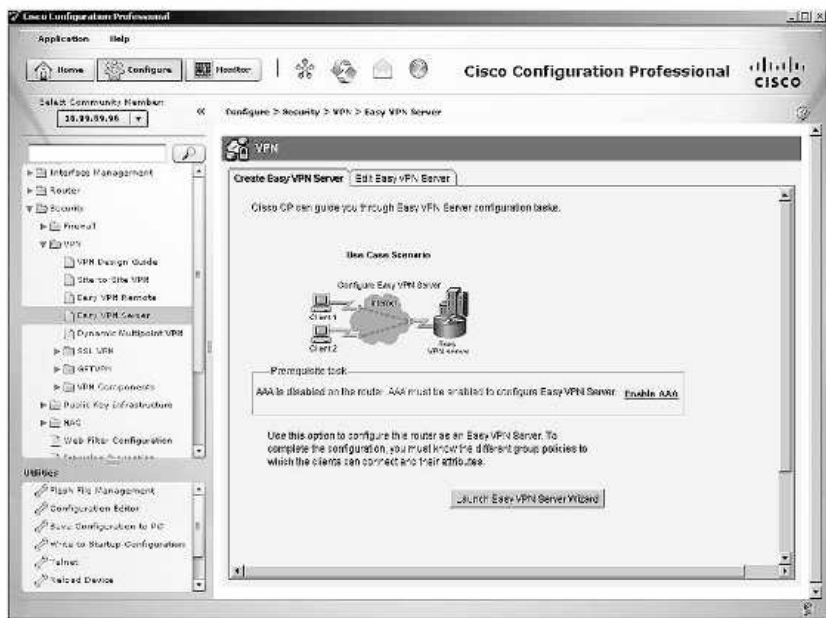 Cisco Configuration Professional
Application Help
Home Configure Monitor
Cisco Configuration Professional
CISCO
Select Community Member:
«
Configure > Security > VPN > Easy VPN Server
VPN
Create Easy VPN Server
Edit Easy VPN Server
Interface Management
Router
Security
Firewall
VPN
VPN Design Guide
Site-to-Site VPN
Easy VPN Remote
Easy VPN Server
Dynamic Multipoint VPN
SSL VPN
GETVPN
VPN Components
Public Key Infrastructure
NAC
Web Filter Configuration
Utilities
Flash File Management
Configuration Editor
Save Configuration to PC
Write to Startup Configuration
Telnet
Reload Device
Cisco CP can guide you through Easy VPN Server configuration tasks.
Use Case Scenario
Configure Easy VPN Server
Internet
Client 1
Client 2
Easy
VPN server
Prerequisite task
AAA is disabled on the router. AAA must be enabled to configure Easy VPN Server. Enable AAA
Use this option to configure this router as an Easy VPN Server. To
complete the configuration, you must know the different group policies to
which the clients can connect and their attributes.
Launch Easy VPN Server Wizard